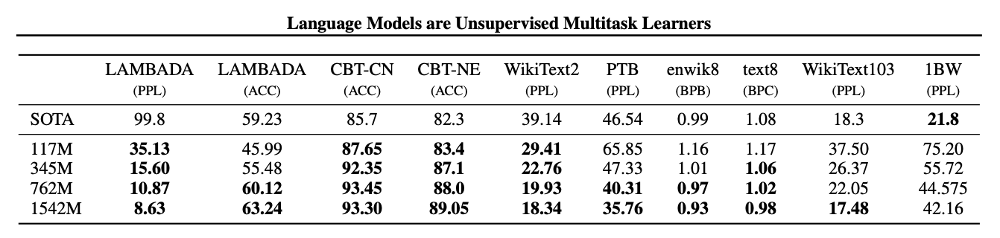 Language Models are Unsupervised Multitask Learners
LAMBADA LAMBADA CBT-CN CBT-NE WikiText2 PTB enwik8 text8 WikiText103 1BW
(PPL) (ACC) (ACC) (ACC) (PPL) (PPL) (BPB) (BPC) (PPL) (PPL)
SOTA 99.8 59.23 85.7 82.3 39.14 46.54 0.99 1.08 18.3 21.8
117M 35.13 45.99 87.65 83.4 29.41 65.85 1.16 1.17 37.50 75.20
345M 15.60 55.48 92.35 87.1 22.76 47.33 1.01 1.06 26.37 55.72
762M 10.87 60.12 93.45 88.0 19.93 40.31 0.97 1.02 22.05 44.575
1542M 8.63 63.24 93.30 89.05 18.34 35.76 0.93 0.98 17.48 42.16